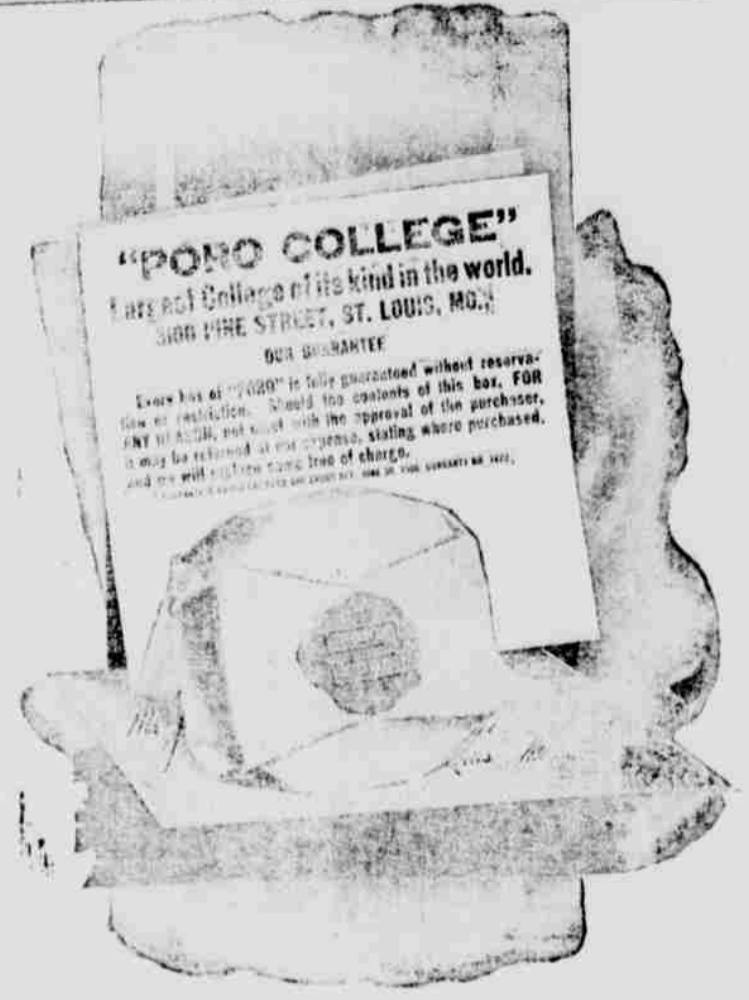 “PORO COLLEGE”
Largest College of its kind in the world.
3100 PINE STREET, ST. LOUIS, MO.,
OUR GUARANTEE
Every box of “PORO” is fully guaranteed without reserva-
tion or restriction. Should the contents of this box, FOR
ANY REASON, not meet with the approval of the purchaser,
it may be returned at our expense, stating where purchased,
and we will replace same free of charge.